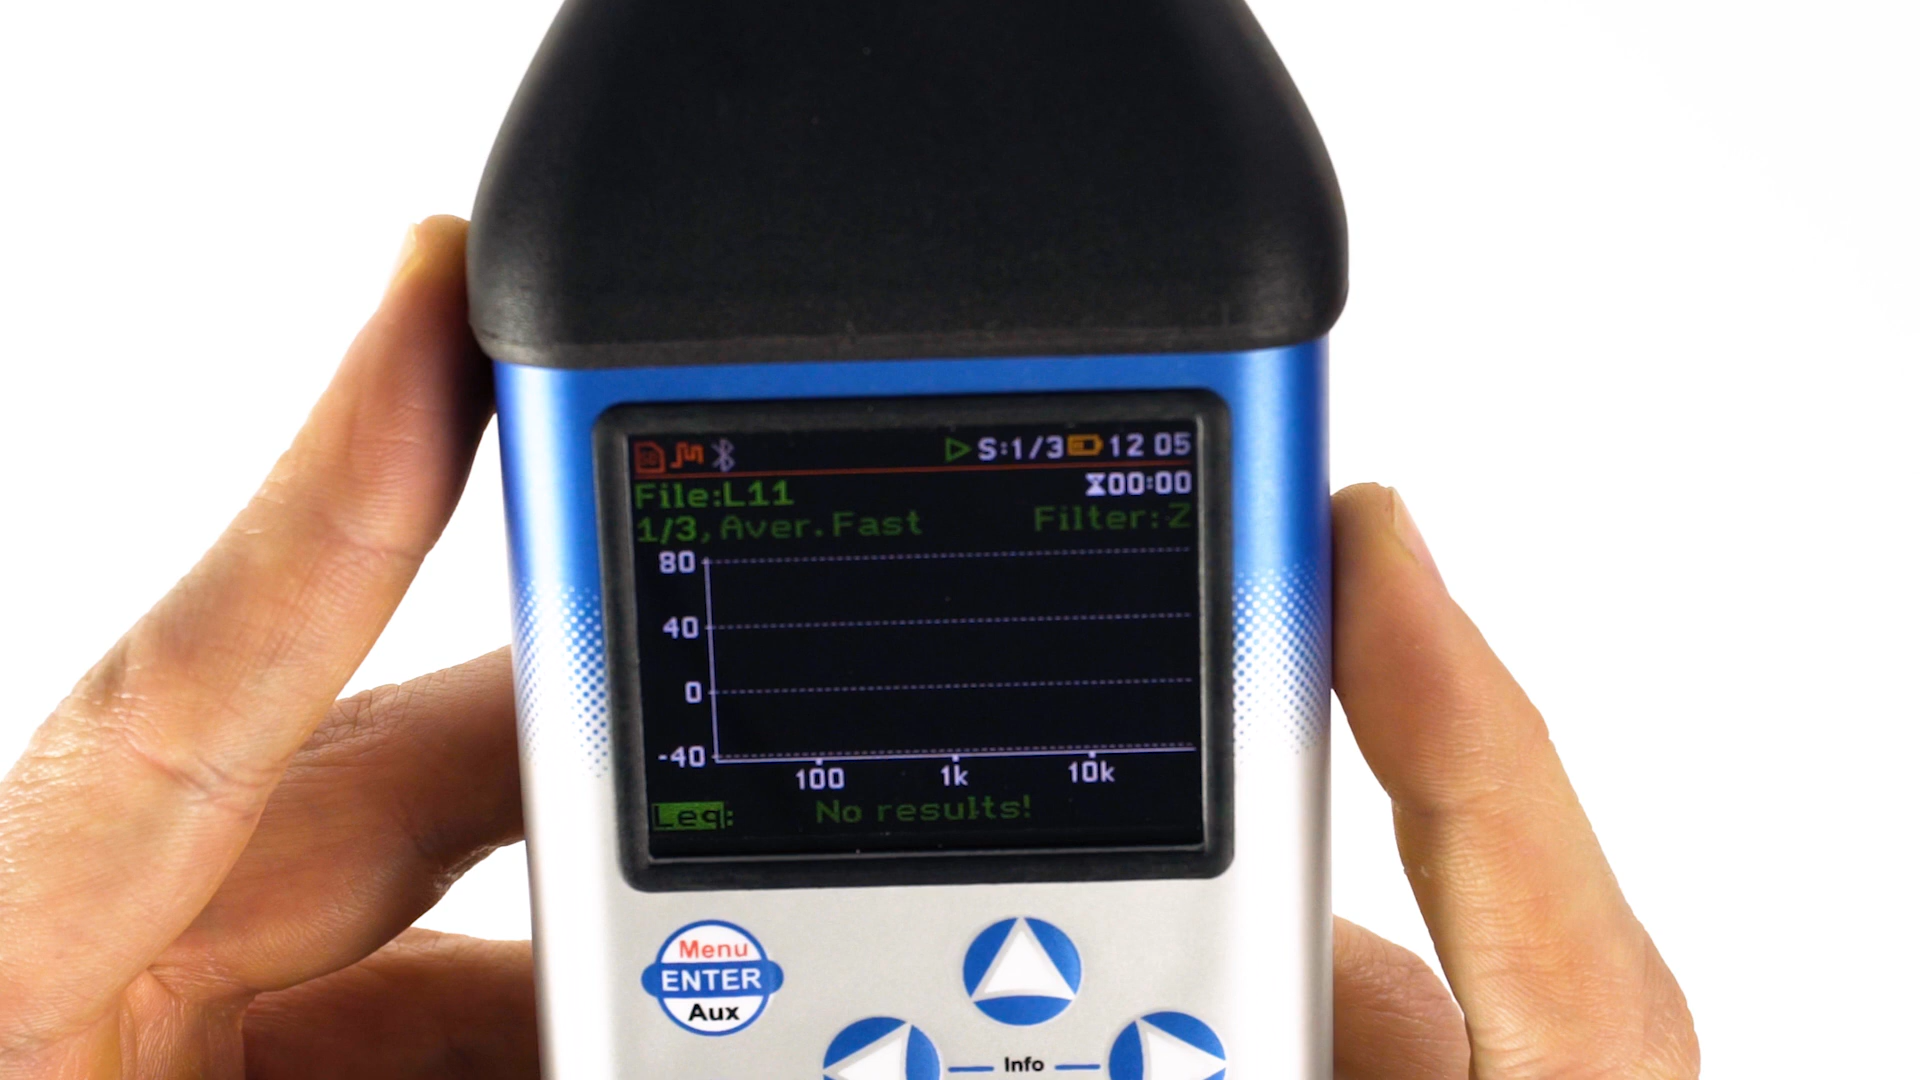 S:1/3 12 05
File:L11 00:00
1/3, Aver.Fast Filter:Z
80
40
0
-40
100 1k 10k
Leq: No results!
Menu
ENTER
Aux
Info